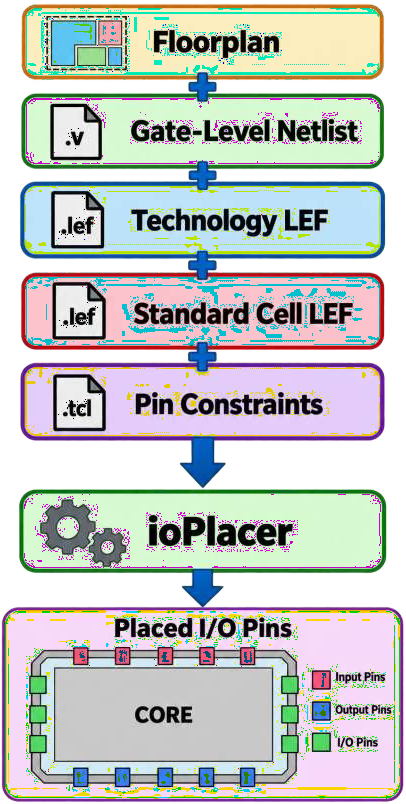 Floorplan
.v
Gate-Level Netlist
.lef
Technology LEF
.lef
Standard Cell LEF
.tcl
Pin Constraints
ioPlacer
Placed I/O Pins
CORE
Input Pins
Output Pins
I/O Pins